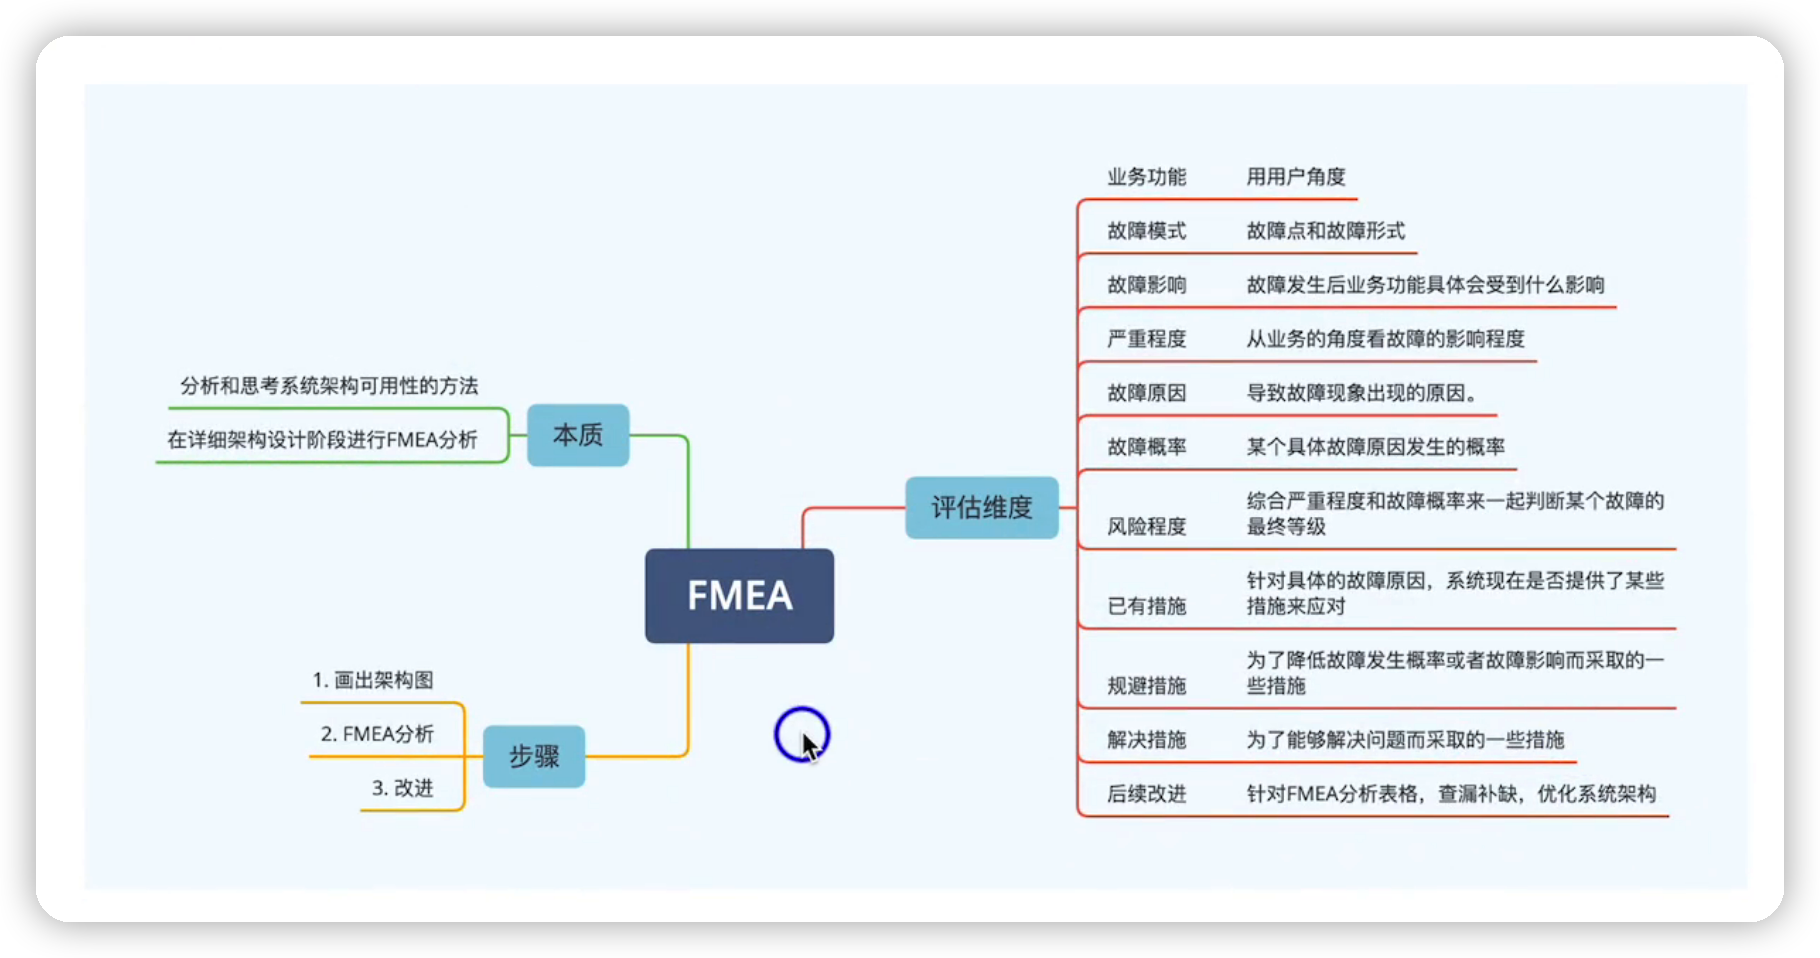 FMEA
本质
分析和思考系统架构可用性的方法
在详细架构设计阶段进行FMEA分析
步骤
1. 画出架构图
2. FMEA分析
3. 改进
评估维度
业务功能 用用户角度
故障模式 故障点和故障形式
故障影响 故障发生后业务功能具体会受到什么影响
严重程度 从业务的角度看故障的影响程度
故障原因 导致故障现象出现的原因。
故障概率 某个具体故障原因发生的概率
风险程度 综合严重程度和故障概率来一起判断某个故障的
最终等级
已有措施 针对具体的故障原因，系统现在是否提供了某些
措施来应对
规避措施 为了降低故障发生概率或者故障影响而采取的一
些措施
解决措施 为了能够解决问题而采取的一些措施
后续改进 针对FMEA分析表格，查漏补缺，优化系统架构